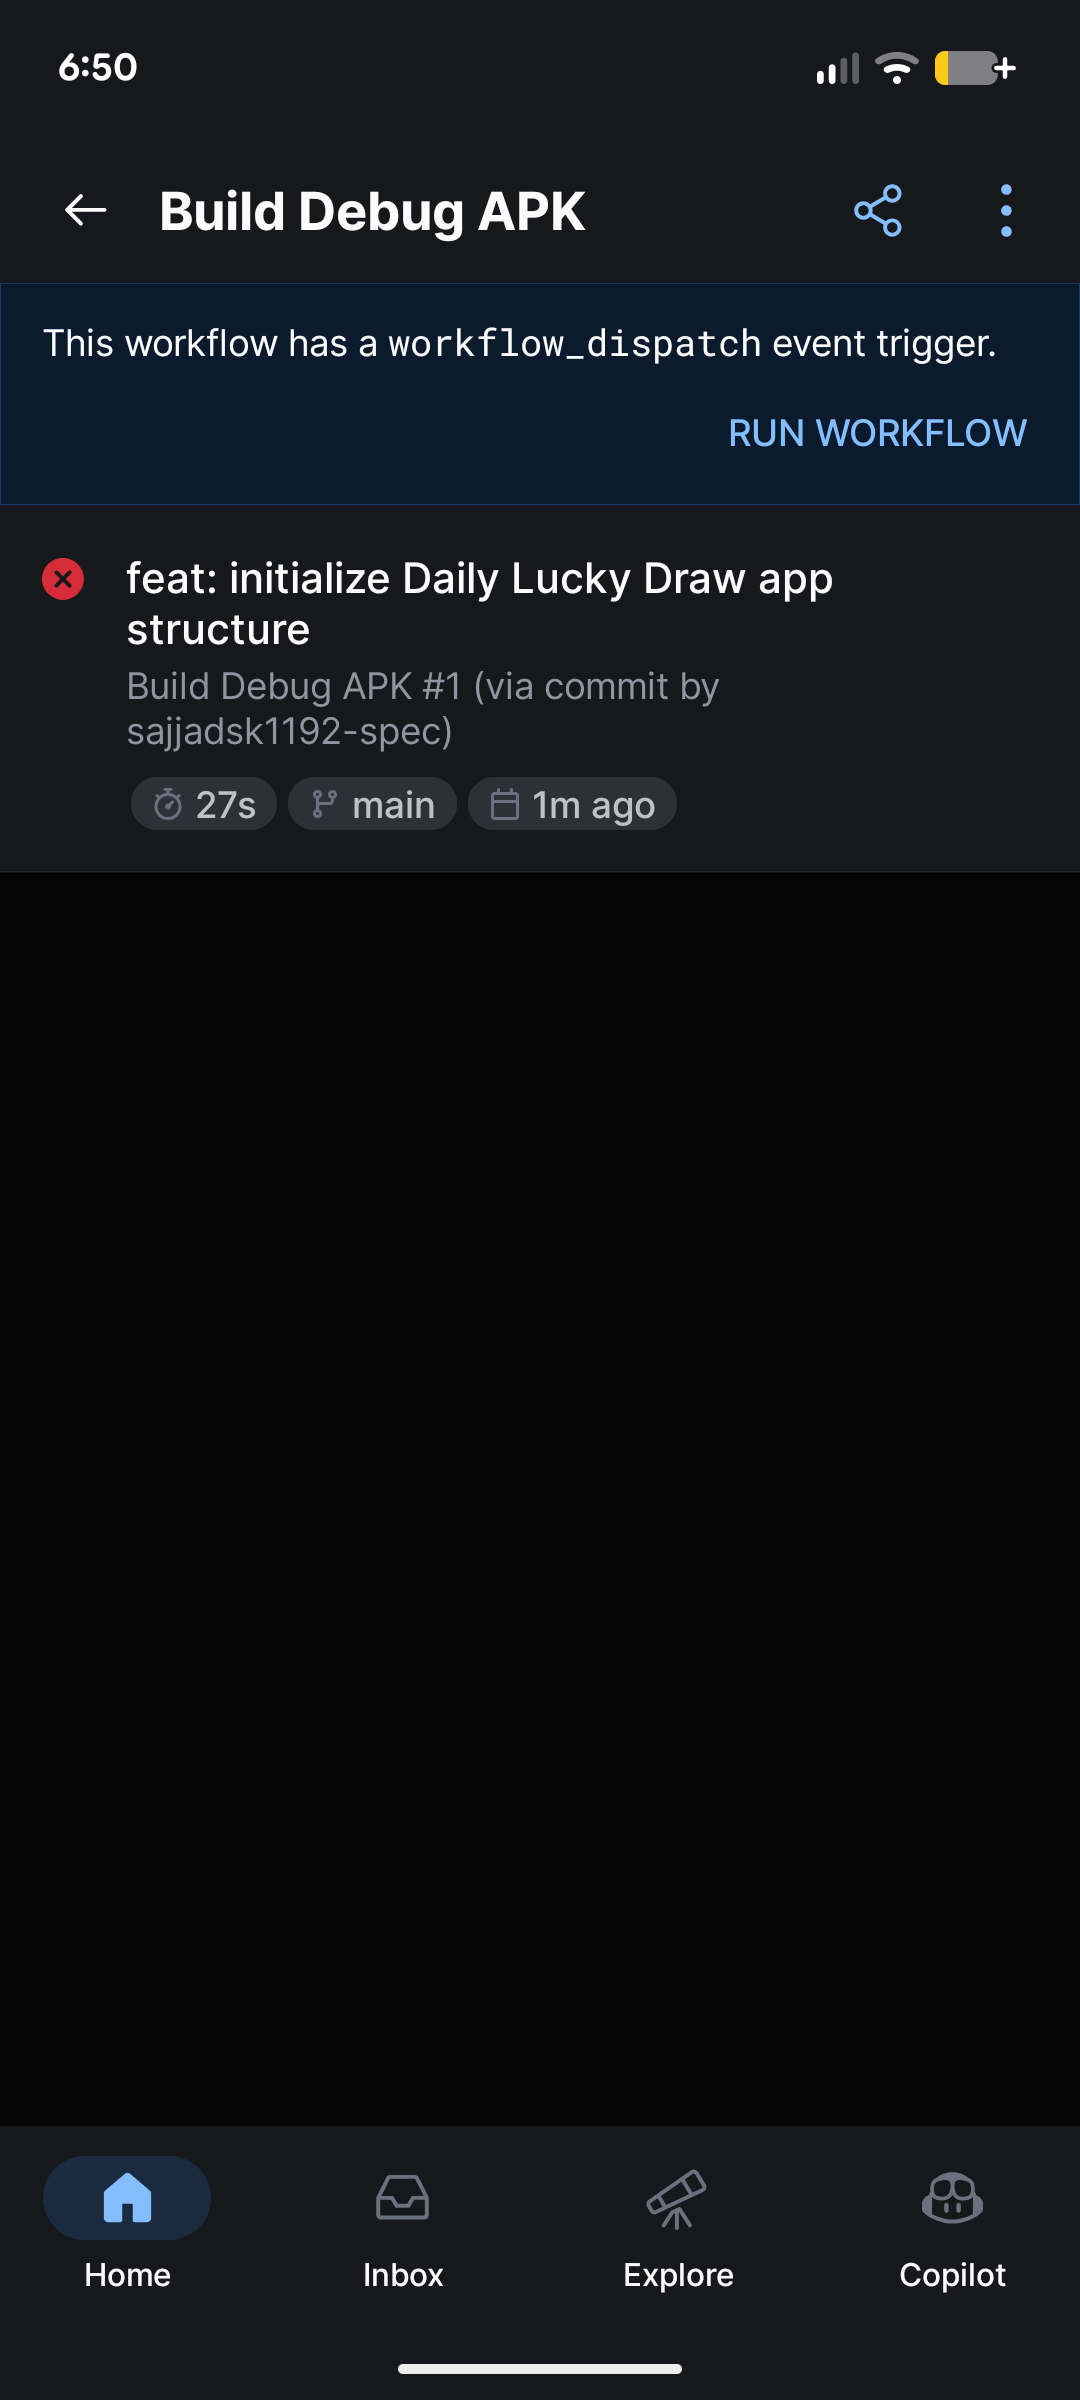 6:50
Build Debug APK
This workflow has a workflow_dispatch event trigger.
RUN WORKFLOW
feat: initialize Daily Lucky Draw app
structure
Build Debug APK #1 (via commit by
sajjadsk1192-spec)
27s main 1m ago
Home Inbox Explore Copilot